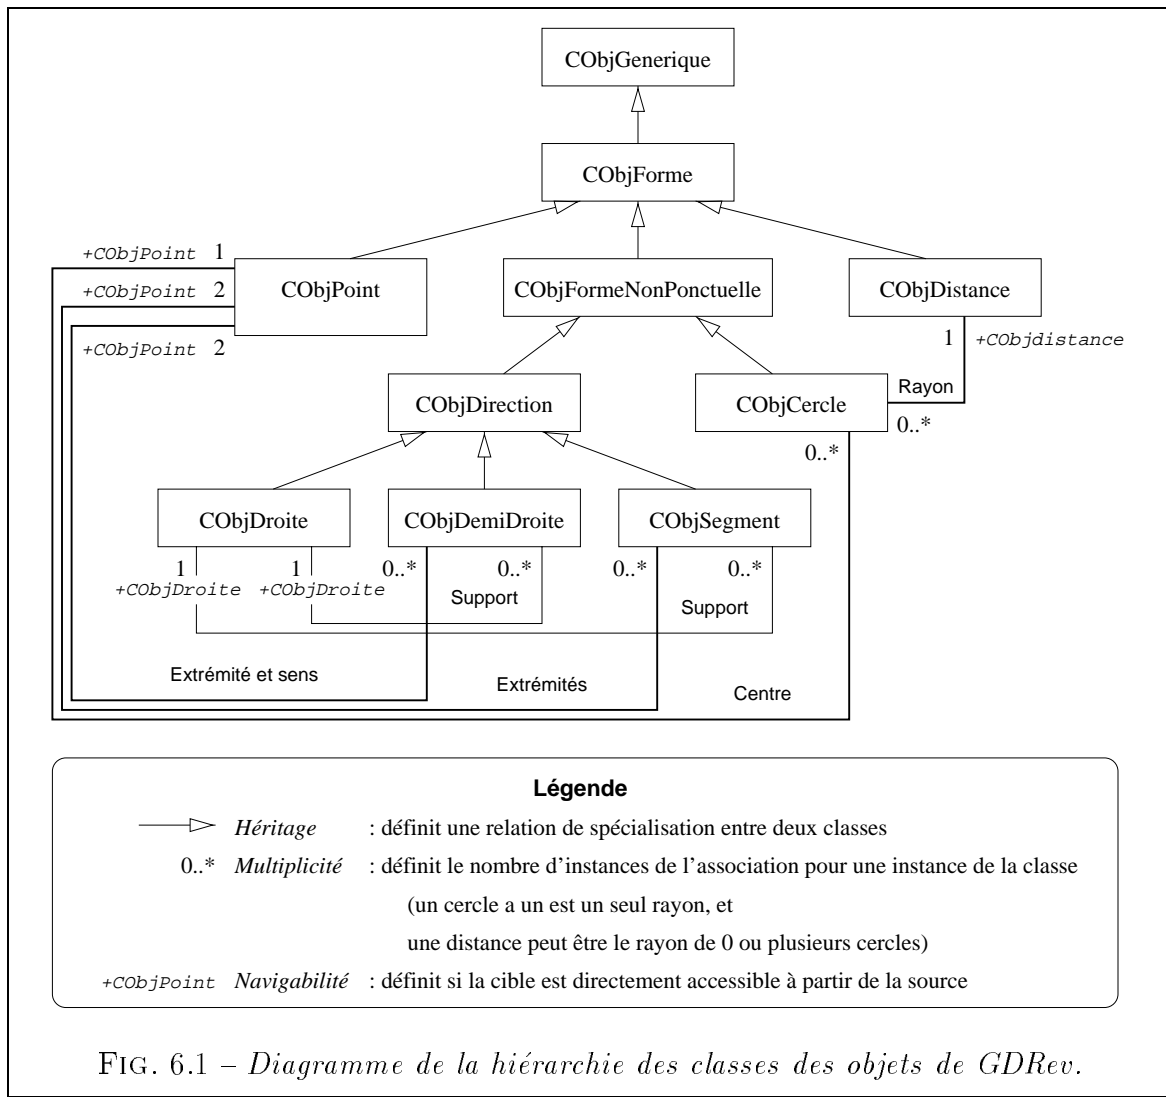 CObjGenerique
CObjForme
+CObjPoint 1
CObjPoint
CObjFormeNonPonctuelle
CObjDistance
+CObjPoint 2
+CObjPoint 2
1 +CObjdistance
Rayon
CObjDirection
CObjCercle
0..*
0..*
CObjDroite
CObjDemiDroite
CObjSegment
1 1 0..* 0..* 0..* 0..*
+CObjDroite +CObjDroite
Support
Support
Extrémité et sens
Extrémités
Centre
Légende
Héritage : définit une relation de spécialisation entre deux classes
0..* Multiplicité : définit le nombre d'instances de l'association pour une instance de la classe
(un cercle a un est un seul rayon, et
une distance peut être le rayon de 0 ou plusieurs cercles)
+CObjPoint Navigabilité : définit si la cible est directement accessible à partir de la source
FIG. 6.1 – Diagramme de la hiérarchie des classes des objets de GDRev.